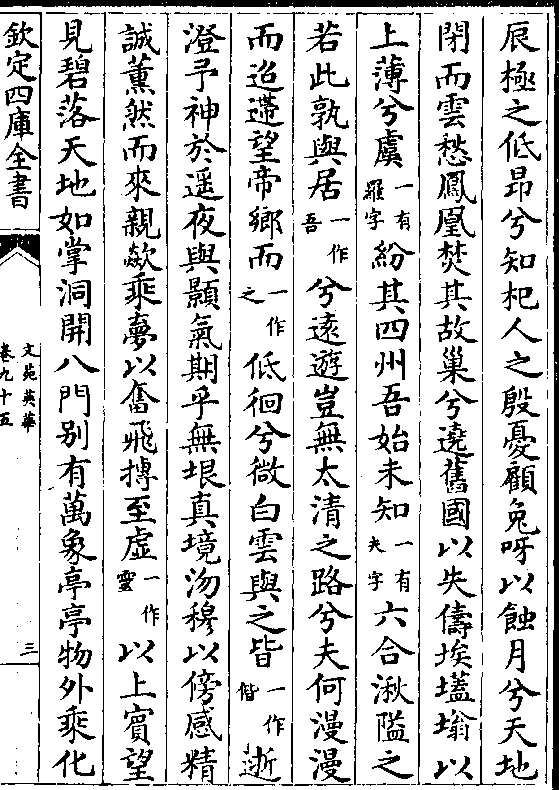 辰極之低昂兮知杞人之殷憂顧兔呀以蝕月兮天地
閉而雲愁鳳凰焚其故巢兮遶舊國以失儔埃壒塕以
上薄兮虞一有羅字紛其四州吾始未知一有夫字六合湫隘之
若此孰與居一作吾兮遠遊豈無太清之路兮夫何漫漫
而迢遰望帝鄉而一作之低徊兮微白雲與之皆一作偕逝
澄予神於遥夜與顥氣期乎無垠真境沕穆以傍感精
誠薫然而來親歘乘夢以奮飛摶至虛一作靈以上賓望
見碧落天地如掌洞開八門別有萬象亭亭物外乘化
欽定四庫全書
文苑英華
卷九十五
三